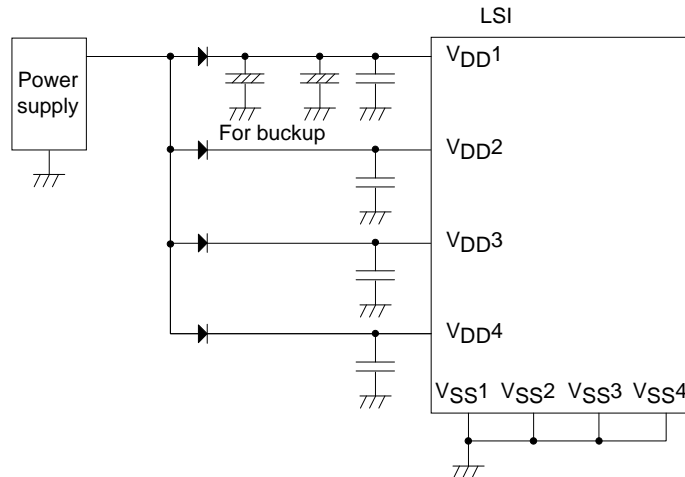 LSI
Power
supply
VDD1
For buckup
VDD2
VDD3
VDD4
VSS1 VSS2 VSS3 VSS4